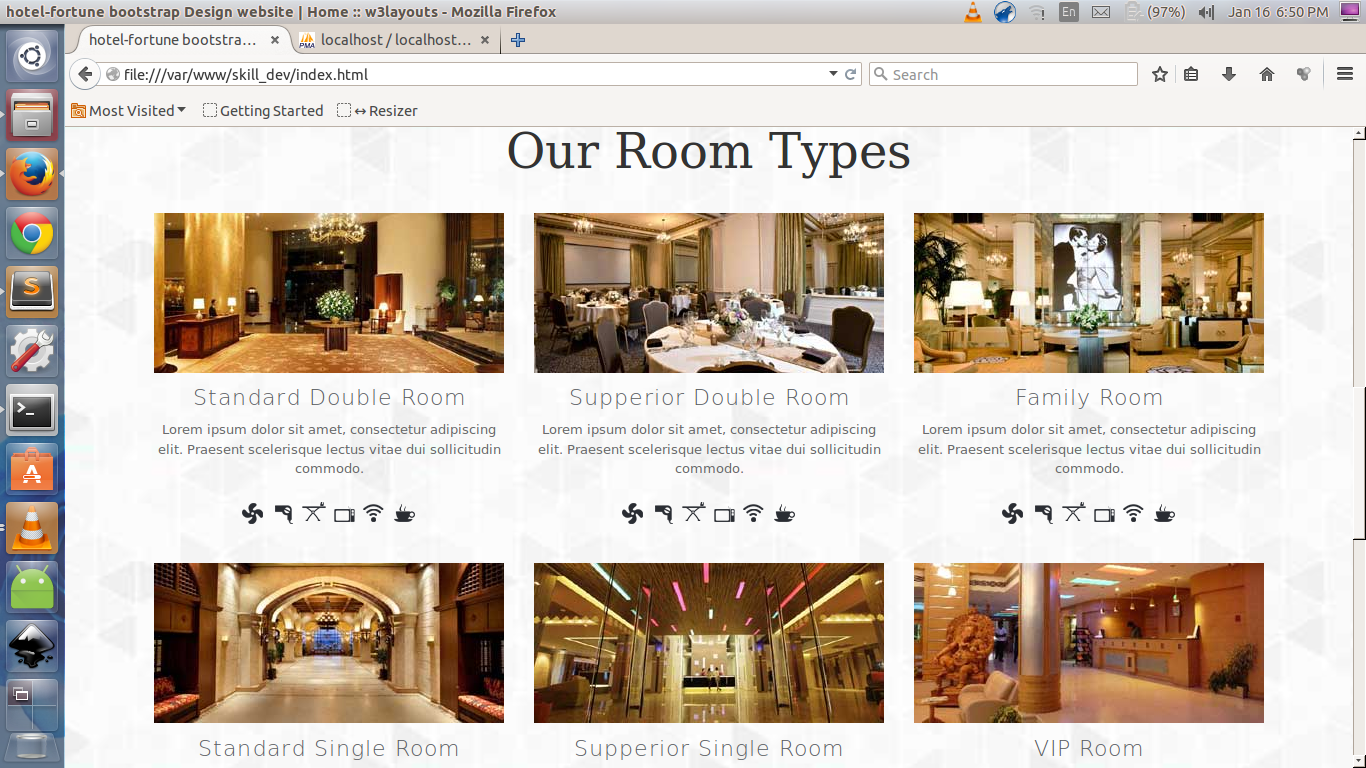 hotel-fortune bootstrap Design website | Home :: w3layouts - Mozilla Firefox
En (97%) Jan 16 6:50 PM
hotel-fortune bootstra... localhost / localhost...
file:///var/www/skill_dev/index.html Search
Most Visited Getting Started ↔ Resizer
Our Room Types
Standard Double Room
Lorem ipsum dolor sit amet, consectetur adipiscing
elit. Praesent scelerisque lectus vitae dui sollicitudin
commodo.
Supperior Double Room
Lorem ipsum dolor sit amet, consectetur adipiscing
elit. Praesent scelerisque lectus vitae dui sollicitudin
commodo.
Family Room
Lorem ipsum dolor sit amet, consectetur adipiscing
elit. Praesent scelerisque lectus vitae dui sollicitudin
commodo.
Standard Single Room
Supperior Single Room
VIP Room